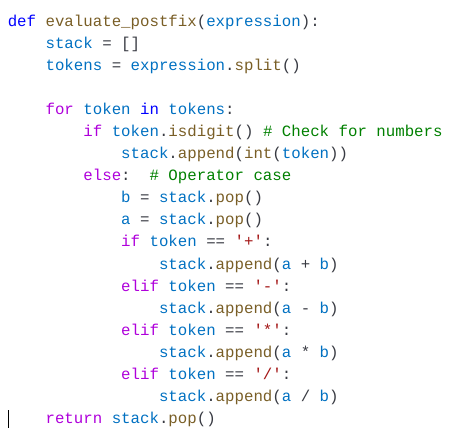 def evaluate_postfix(expression):
    stack = []
    tokens = expression.split()

    for token in tokens:
        if token.isdigit() # Check for numbers
            stack.append(int(token))
        else:  # Operator case
            b = stack.pop()
            a = stack.pop()
            if token == '+':
                stack.append(a + b)
            elif token == '-':
                stack.append(a - b)
            elif token == '*':
                stack.append(a * b)
            elif token == '/':
                stack.append(a / b)
    return stack.pop()